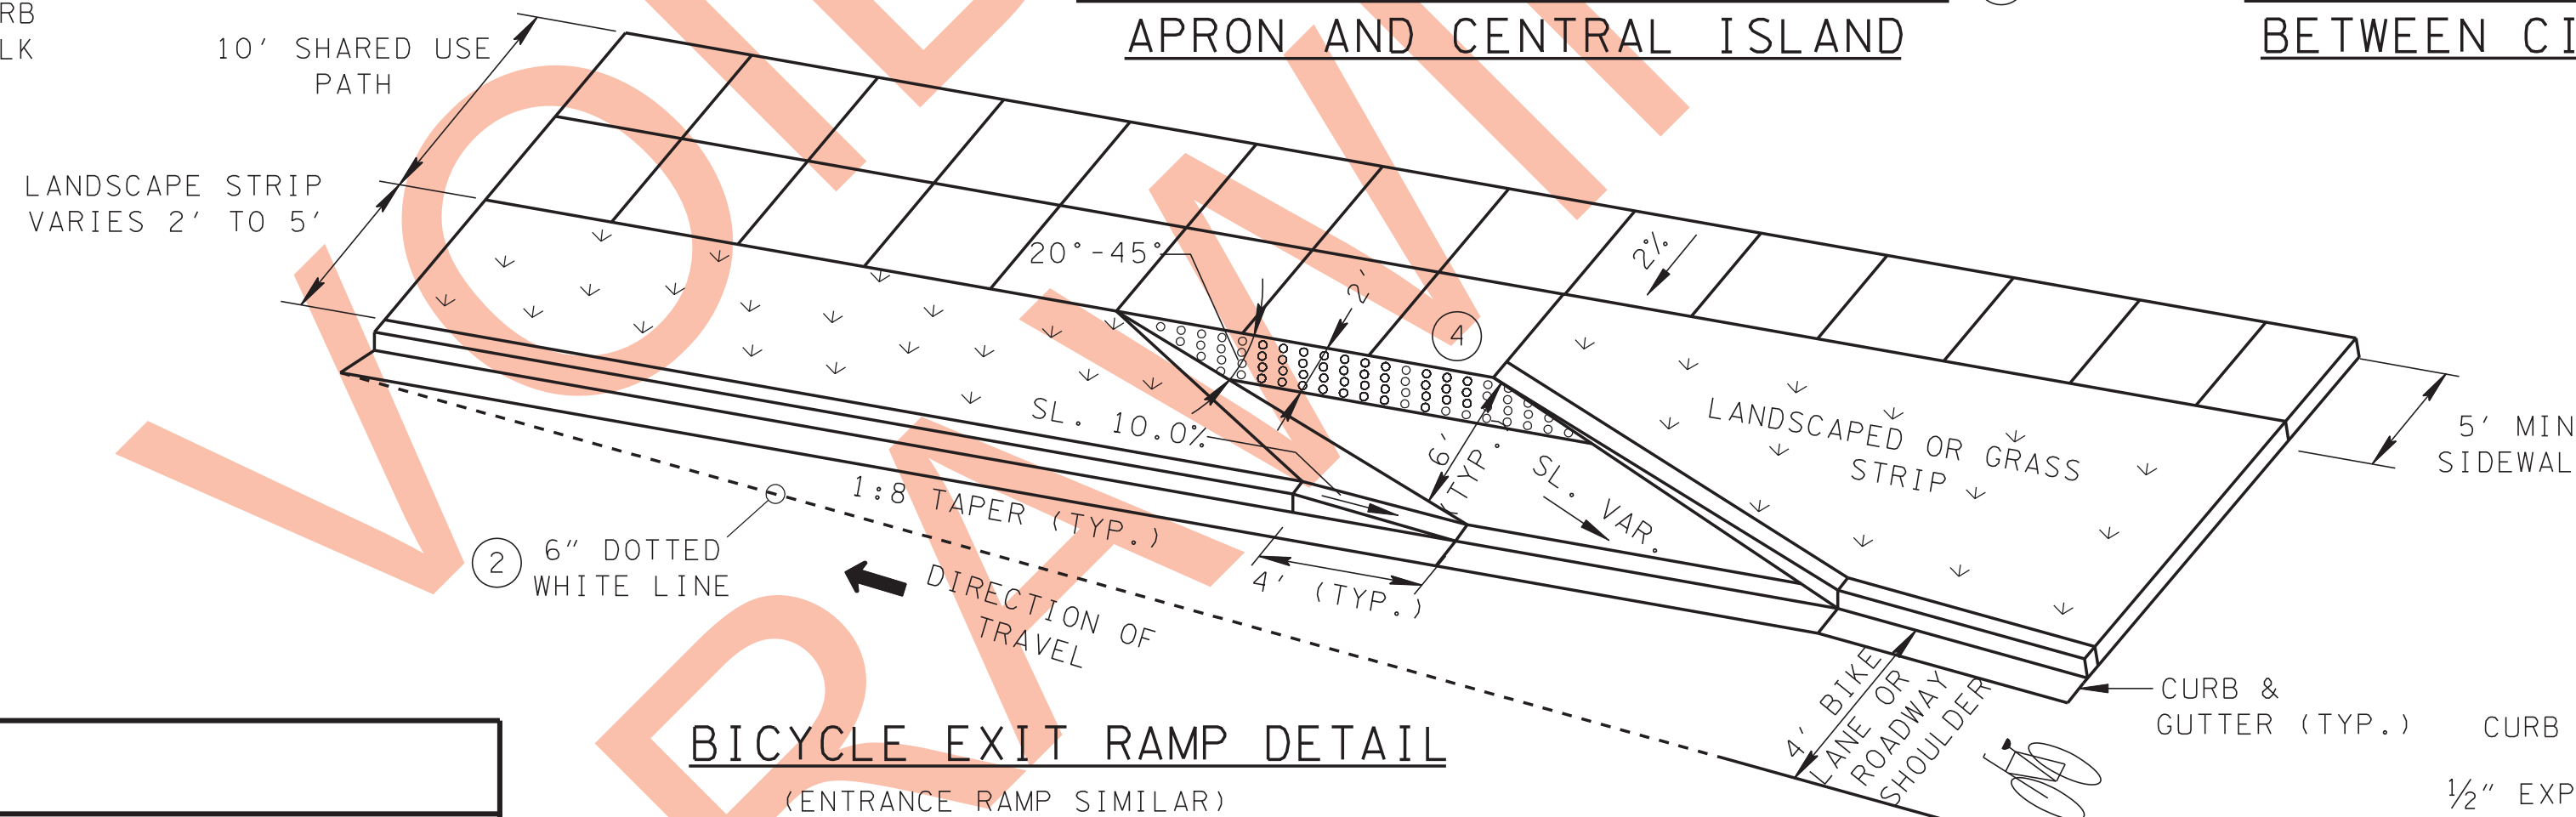 RB
LK
10' SHARED USE
PATH
APRON AND CENTRAL ISLAND
BETWEEN CI
LANDSCAPE STRIP
VARIES 2' TO 5'
20°-45°
2'
2%
4
SL. 10.0%
6'
(TYP.)
SL. VAR.
LANDSCAPED OR GRASS
STRIP
5' MIN
SIDEWAL
1:8 TAPER (TYP.)
2
6" DOTTED
WHITE LINE
DIRECTION OF
TRAVEL
4' (TYP.)
4' BIKE
LANE OR
ROADWAY
SHOULDER
CURB &
GUTTER (TYP.)
CURB
½" EXP
BICYCLE EXIT RAMP DETAIL
(ENTRANCE RAMP SIMILAR)